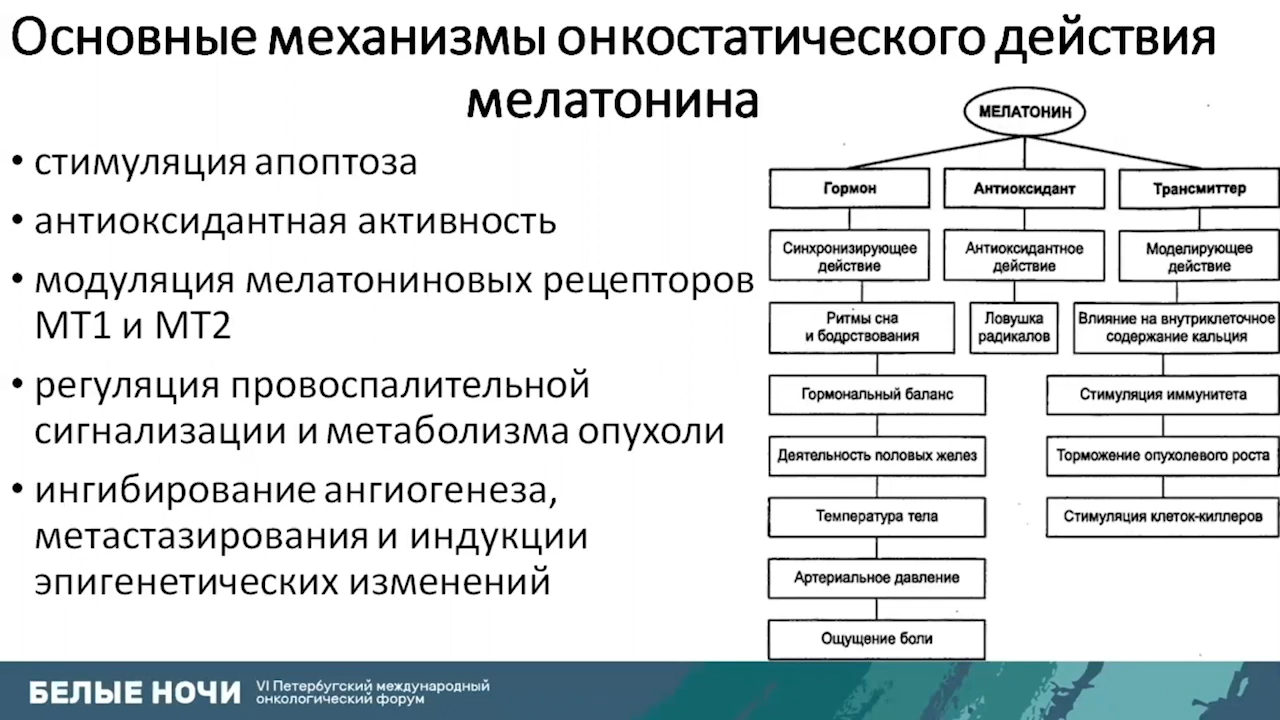 Основные механизмы онкостатического действия
мелатонина
• стимуляция апоптоза
• антиоксидантная активность
• модуляция мелатониновых рецепторов
МТ1 и МТ2
• регуляция провоспалительной
сигнализации и метаболизма опухоли
• ингибирование ангиогенеза,
метастазирования и индукции
эпигенетических изменений
МЕЛАТОНИН
Гормон
Антиоксидант
Трансмиттер
Синхронизирующее
действие
Антиоксидантное
действие
Моделирующее
действие
Ритмы сна
и бодрствования
Ловушка
радикалов
Влияние на внутриклеточное
содержание кальция
Гормональный баланс
Стимуляция иммунитета
Деятельность половых желез
Торможение опухолевого роста
Температура тела
Стимуляция клеток-киллеров
Артериальное давление
Ощущение боли
БЕЛЫЕ НОЧИ
VI Петербугский международный
онкологический форум